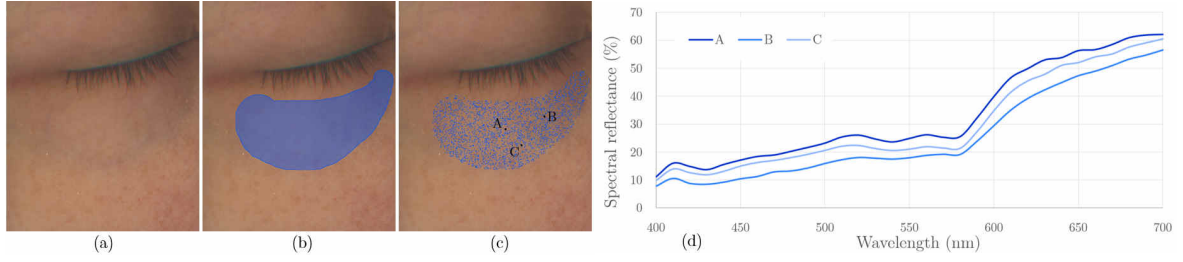 A
B
C
(a)
(b)
(c)
Spectral reflectance (%)
70
60
50
40
30
20
10
0
A B C
400 450 500 550 600 650 700
(d)
Wavelength (nm)